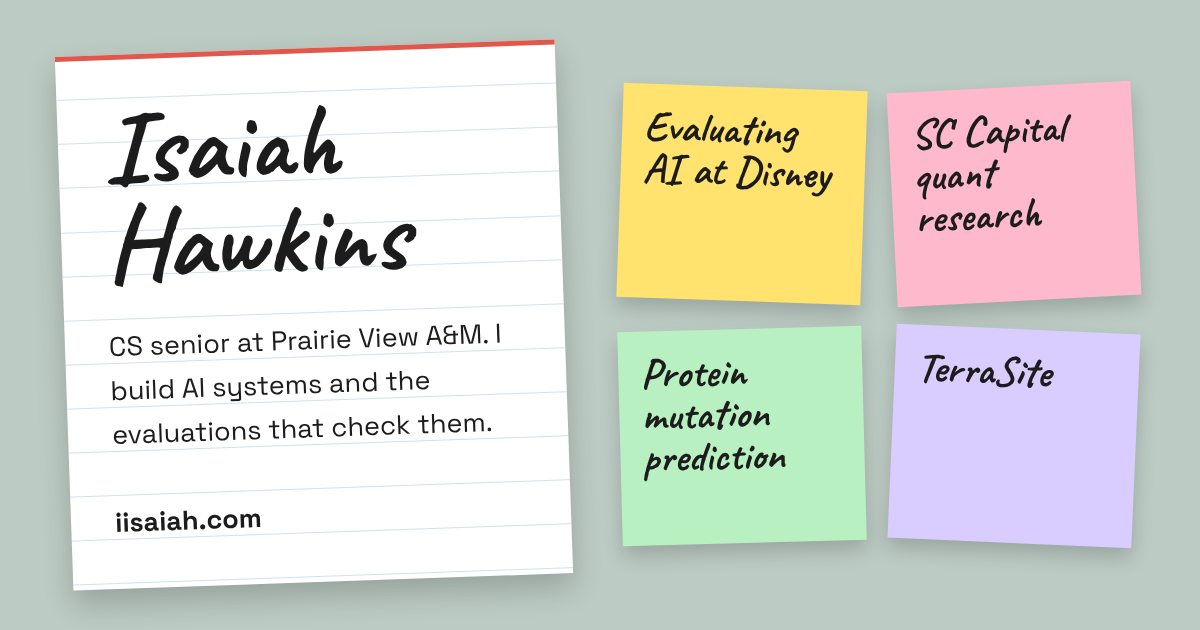 Isaiah
Hawkins
CS senior at Prairie View A&M. I
build AI systems and the
evaluations that check them.
iisaiah.com
Evaluating
AI at Disney
SC Capital
quant
research
Protein
mutation
prediction
TerraSite